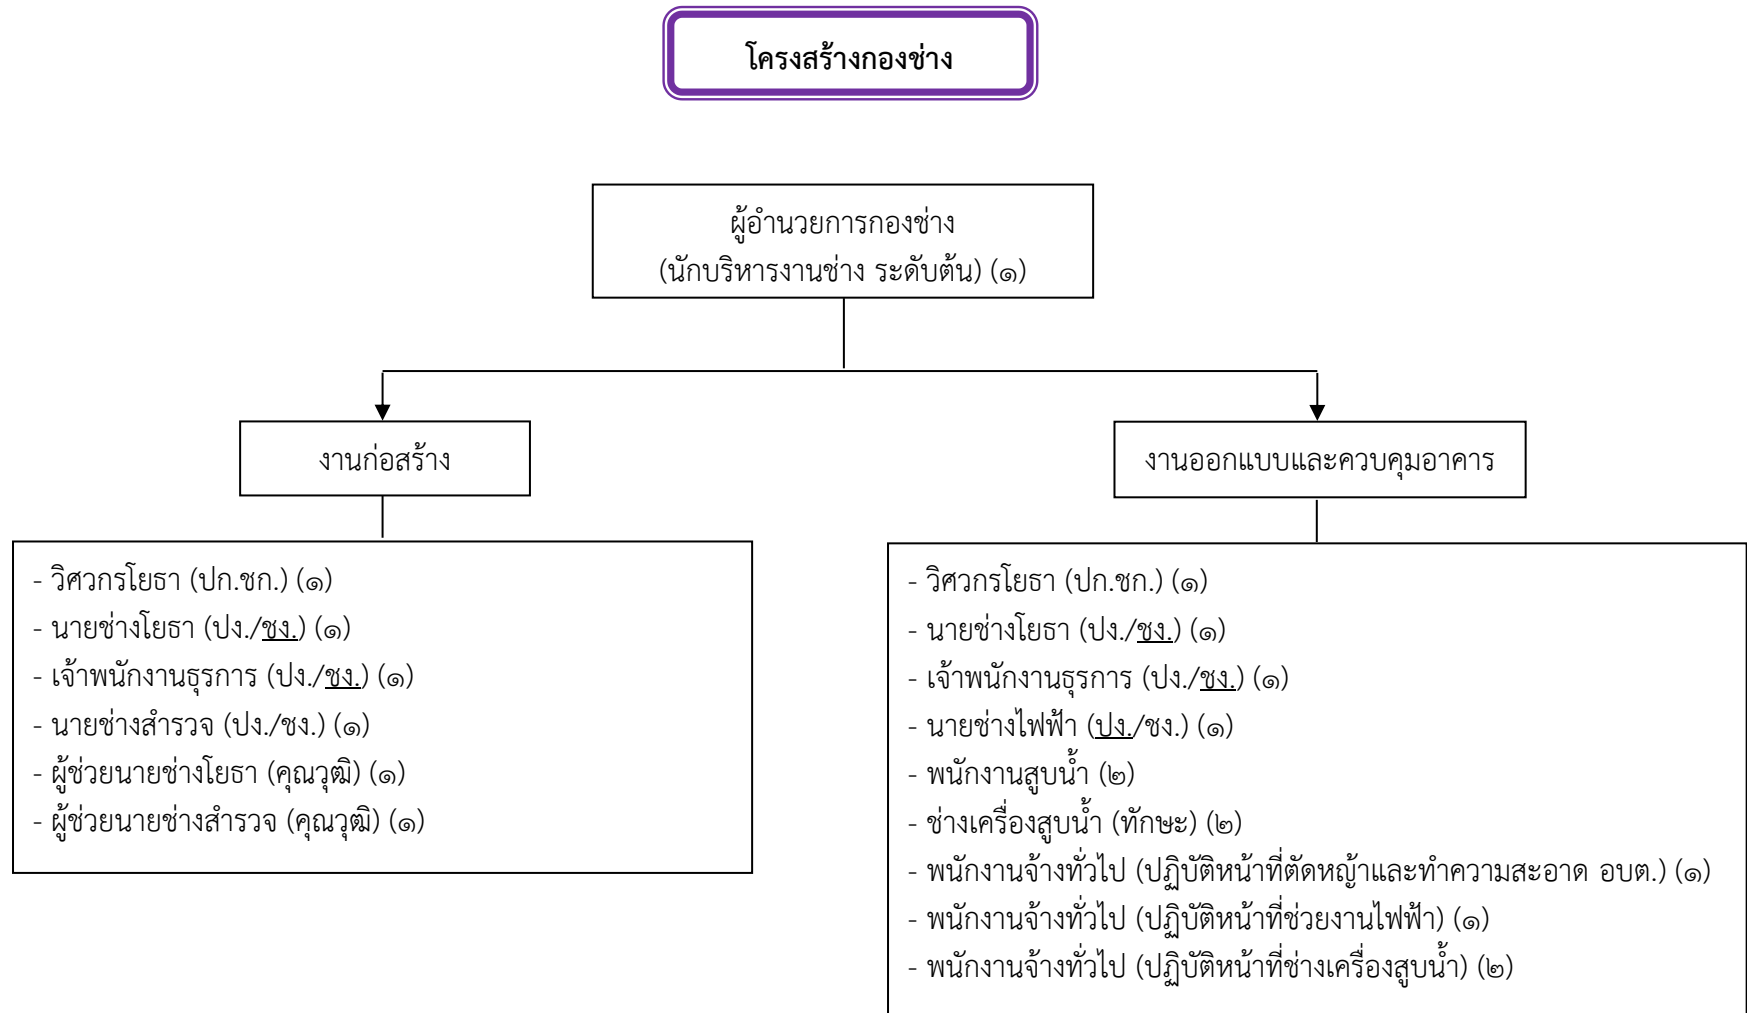 โครงสร้างกองช่าง
ผู้อำนวยการกองช่าง
(นักบริหารงานช่าง ระดับต้น) (๑)
งานก่อสร้าง
- วิศวกรโยธา (ปก.ชก.) (๑)
- นายช่างโยธา (ปง./ชง.) (๑)
- เจ้าพนักงานธุรการ (ปง./ชง.) (๑)
- นายช่างสำรวจ (ปง./ชง.) (๑)
- ผู้ช่วยนายช่างโยธา (คุณวุฒิ) (๑)
- ผู้ช่วยนายช่างสำรวจ (คุณวุฒิ) (๑)
งานออกแบบและควบคุมอาคาร
- วิศวกรโยธา (ปก.ชก.) (๑)
- นายช่างโยธา (ปง./ชง.) (๑)
- เจ้าพนักงานธุรการ (ปง./ชง.) (๑)
- นายช่างไฟฟ้า (ปง./ชง.) (๑)
- พนักงานสูบน้ำ (๒)
- ช่างเครื่องสูบน้ำ (ทักษะ) (๒)
- พนักงานจ้างทั่วไป (ปฏิบัติหน้าที่ตัดหญ้าและทำความสะอาด อบต.) (๑)
- พนักงานจ้างทั่วไป (ปฏิบัติหน้าที่ช่วยงานไฟฟ้า) (๑)
- พนักงานจ้างทั่วไป (ปฏิบัติหน้าที่ช่างเครื่องสูบน้ำ) (๒)